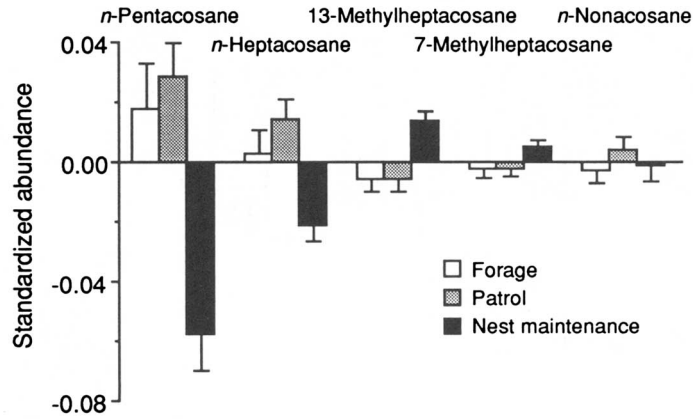 n-Pentacosane 13-Methylheptacosane n-Nonacosane
n-Heptacosane 7-Methylheptacosane
0.04
0.00
-0.04
-0.08
Standardized abundance
Forage
Patrol
Nest maintenance